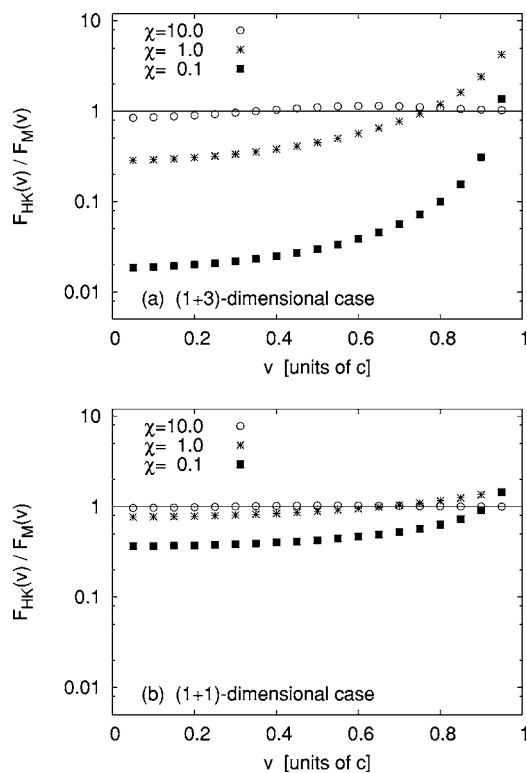 10
1
0.1
0.01
F_HK(v) / F_M(v)
χ=10.0
χ= 1.0
χ= 0.1
(a) (1+3)-dimensional case
0 0.2 0.4 0.6 0.8 1
v [units of c]
10
1
0.1
0.01
F_HK(v) / F_M(v)
χ=10.0
χ= 1.0
χ= 0.1
(b) (1+1)-dimensional case
0 0.2 0.4 0.6 0.8 1
v [units of c]